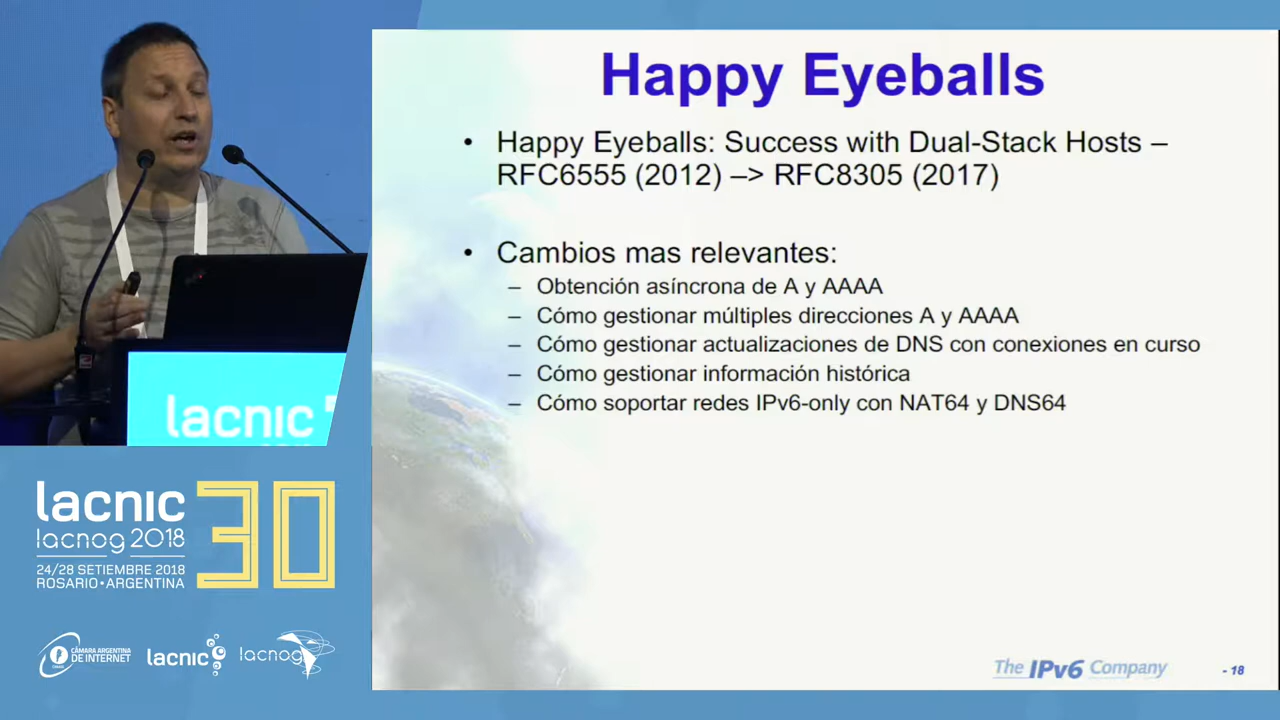 Happy Eyeballs
• Happy Eyeballs: Success with Dual-Stack Hosts –
RFC6555 (2012) –> RFC8305 (2017)
• Cambios mas relevantes:
– Obtención asíncrona de A y AAAA
– Cómo gestionar múltiples direcciones A y AAAA
– Cómo gestionar actualizaciones de DNS con conexiones en curso
– Cómo gestionar información histórica
– Cómo soportar redes IPv6-only con NAT64 y DNS64
The IPv6 Company
- 18
lacnic
lacnic 30
lacnog 2018
24/28 SETIEMBRE 2018
ROSARIO•ARGENTINA
CÁMARA ARGENTINA
DE INTERNET
lacnic
lacnog